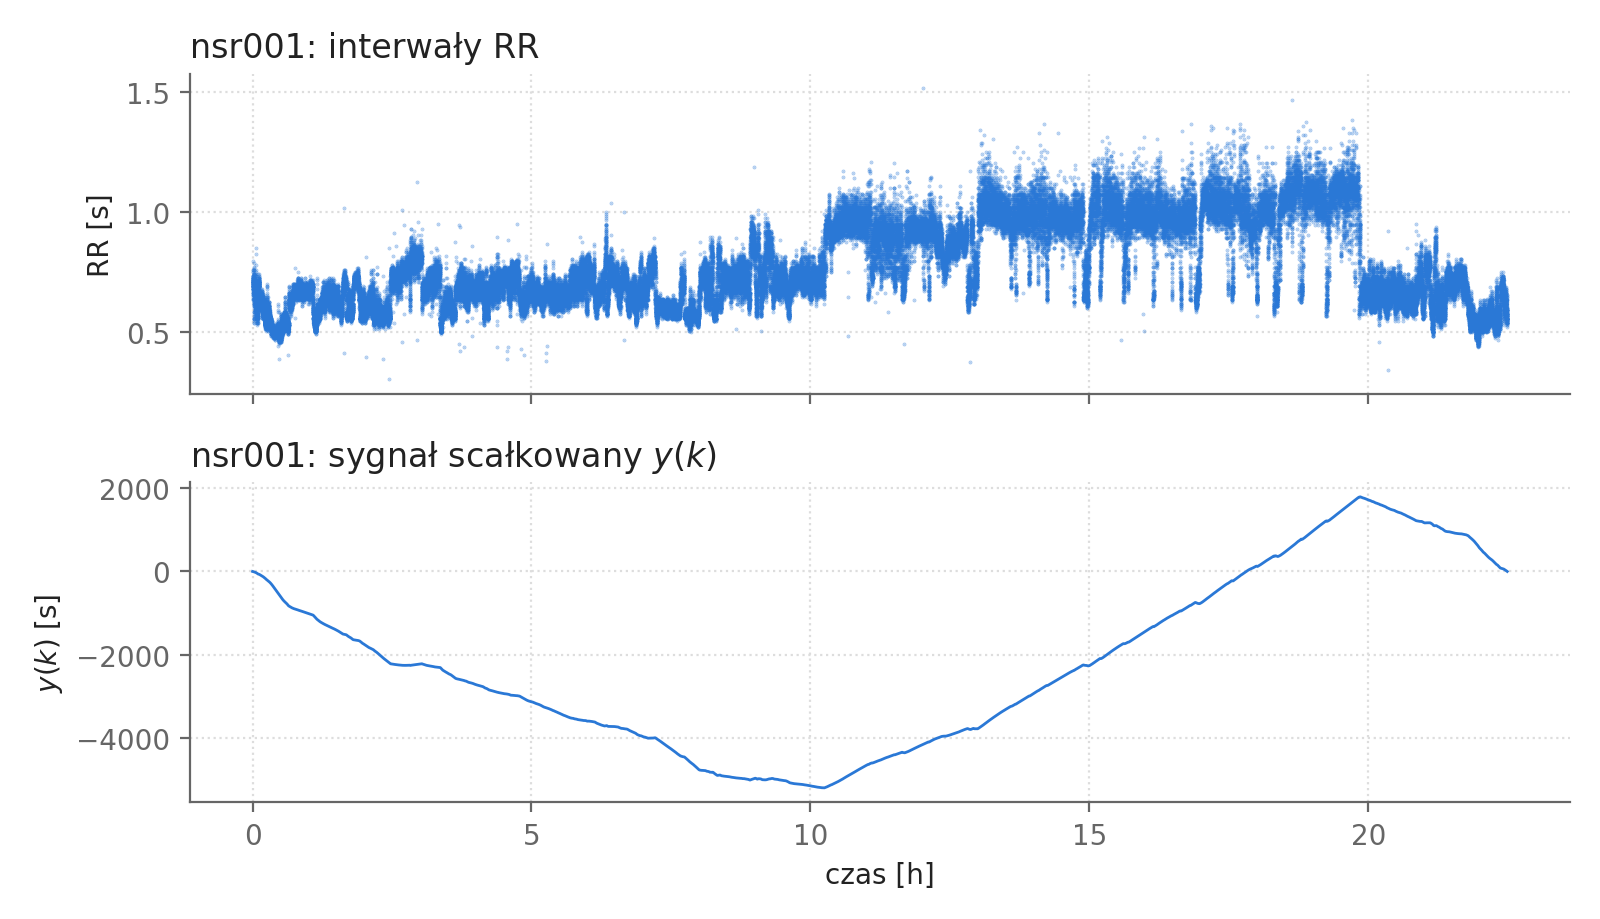 nsr001: interwały RR
1.5
1.0
0.5
RR [s]
nsr001: sygnał scałkowany y(k)
2000
0
−2000
−4000
y(k) [s]
0 5 10 15 20
czas [h]